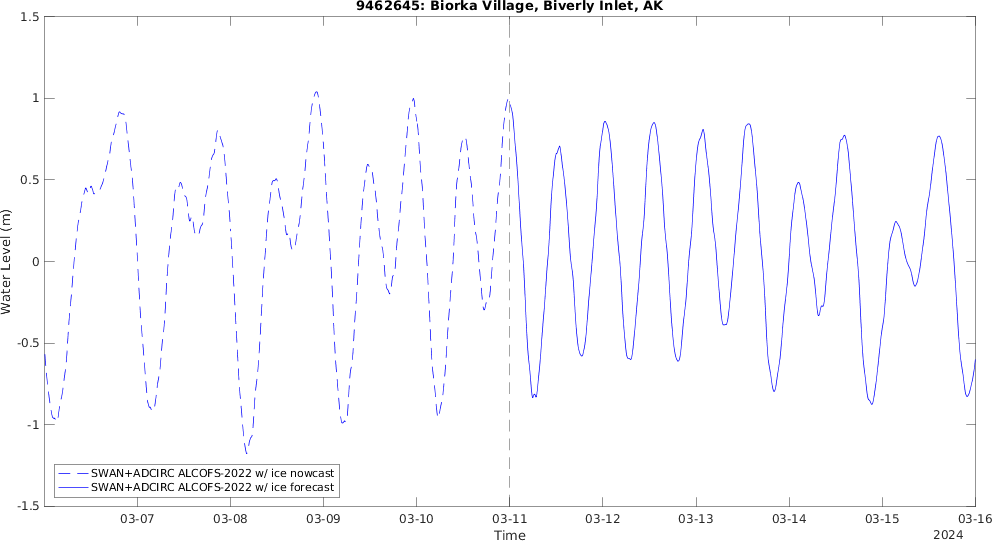 9462645: Biorka Village, Biverly Inlet, AK
1.5
1
0.5
0
-0.5
-1
-1.5
Water Level (m)
SWAN+ADCIRC ALCOFS-2022 w/ ice nowcast
SWAN+ADCIRC ALCOFS-2022 w/ ice forecast
03-07 03-08 03-09 03-10 03-11 03-12 03-13 03-14 03-15 03-16
Time
2024